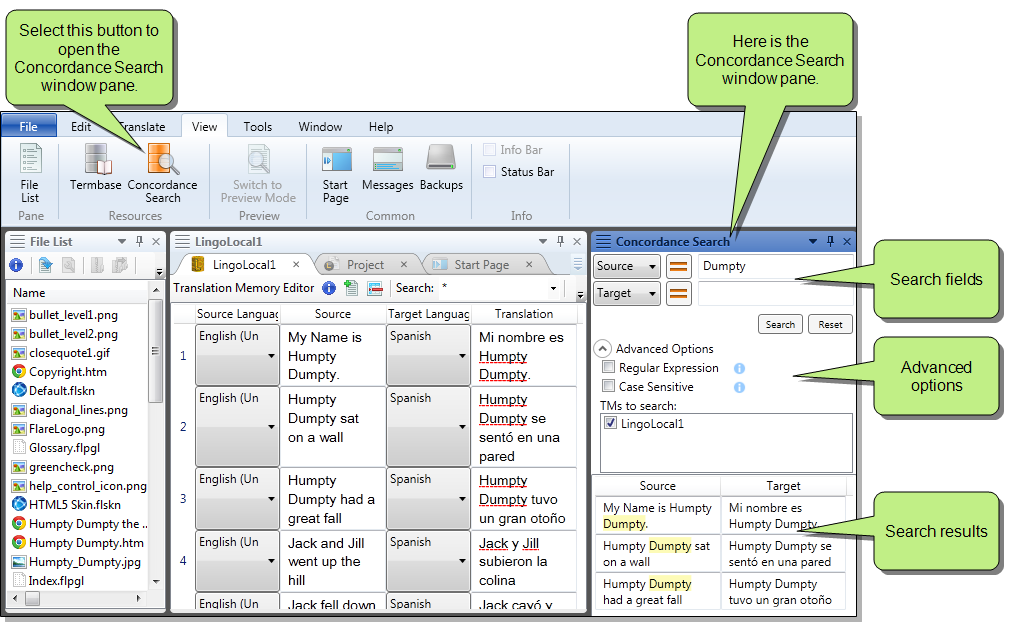 Select this button to
open the
Concordance Search
window pane.
Here is the
Concordance Search
window pane.
File Edit Translate View Tools Window Help
File
List
Termbase
Concordance
Search
Switch to
Preview Mode
Start
Page
Messages
Backups
Info Bar
Status Bar
Pane
Resources
Preview
Common
Info
File List
Name
bullet_level1.png
bullet_level2.png
closequote1.gif
Copyright.htm
Default.flskn
diagonal_lines.png
FlareLogo.png
Glossary.flpgl
greencheck.png
help_control_icon.png
HTML5 Skin.flskn
Humpty Dumpty the ..
Humpty Dumpty.htm
Humpty_Dumpty.jpg
Index.flpgl
LingoLocal1
LingoLocal1 Project Start Page
Translation Memory Editor Search: *
Source Languag Source Target Languag Translation
1
English (Un
My Name is
Humpty
Dumpty.
Spanish
Mi nombre es
Humpty
Dumpty.
2
English (Un
Humpty
Dumpty sat
on a wall
Spanish
Humpty
Dumpty se
sentó en una
pared
3
English (Un
Humpty
Dumpty had a
great fall
Spanish
Humpty
Dumpty tuvo
un gran otoño
4
English (Un
Jack and Jill
went up the
hill
Spanish
Jack y Jill
subieron la
colina
English (Un
Jack fell down
Spanish
Jack cayó y
Concordance Search
Source = Dumpty
Target =
Search Reset
Advanced Options
Regular Expression
Case Sensitive
TMs to search:
LingoLocal1
Source Target
My Name is Humpty
Dumpty.
Mi nombre es
Humpty Dumpty.
Humpty Dumpty sat
on a wall
Humpty Dumpty se
sentó en una pared
Humpty Dumpty
had a great fall
Humpty Dumpty
tuvo un gran otoño
Search fields
Advanced
options
Search results